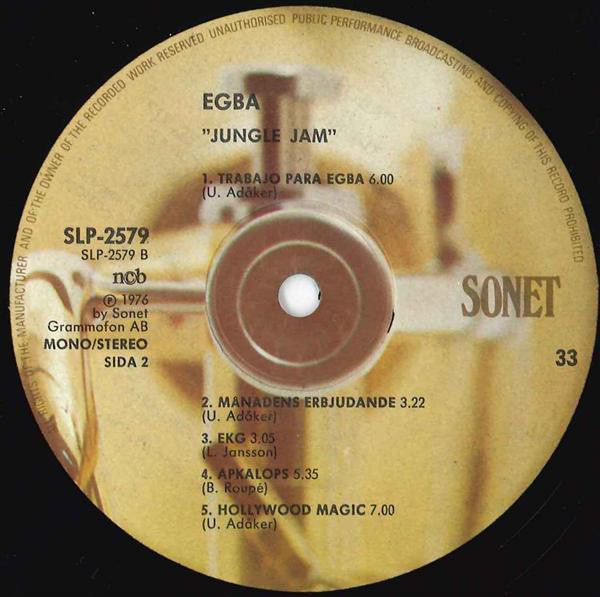 ALL RIGHTS OF THE MANUFACTURER AND OF THE OWNER OF THE RECORDED WORK RESERVED UNAUTHORISED PUBLIC PERFORMANCE BROADCASTING AND COPYING OF THIS RECORD PROHIBITED
EGBA
"JUNGLE JAM"
1. TRABAJO PARA EGBA 6.00
(U. Adåker)
SLP-2579
SLP-2579 B
ncb
℗ 1976
by Sonet
Grammofon AB
MONO/STEREO
SIDA 2
SONET
33
2. MÅNADENS ERBJUDANDE 3.22
(U. Adåker)
3. EKG 3.05
(L. Jansson)
4. APKALOPS 5.35
(B. Roupé)
5. HOLLYWOOD MAGIC 7.00
(U. Adåker)